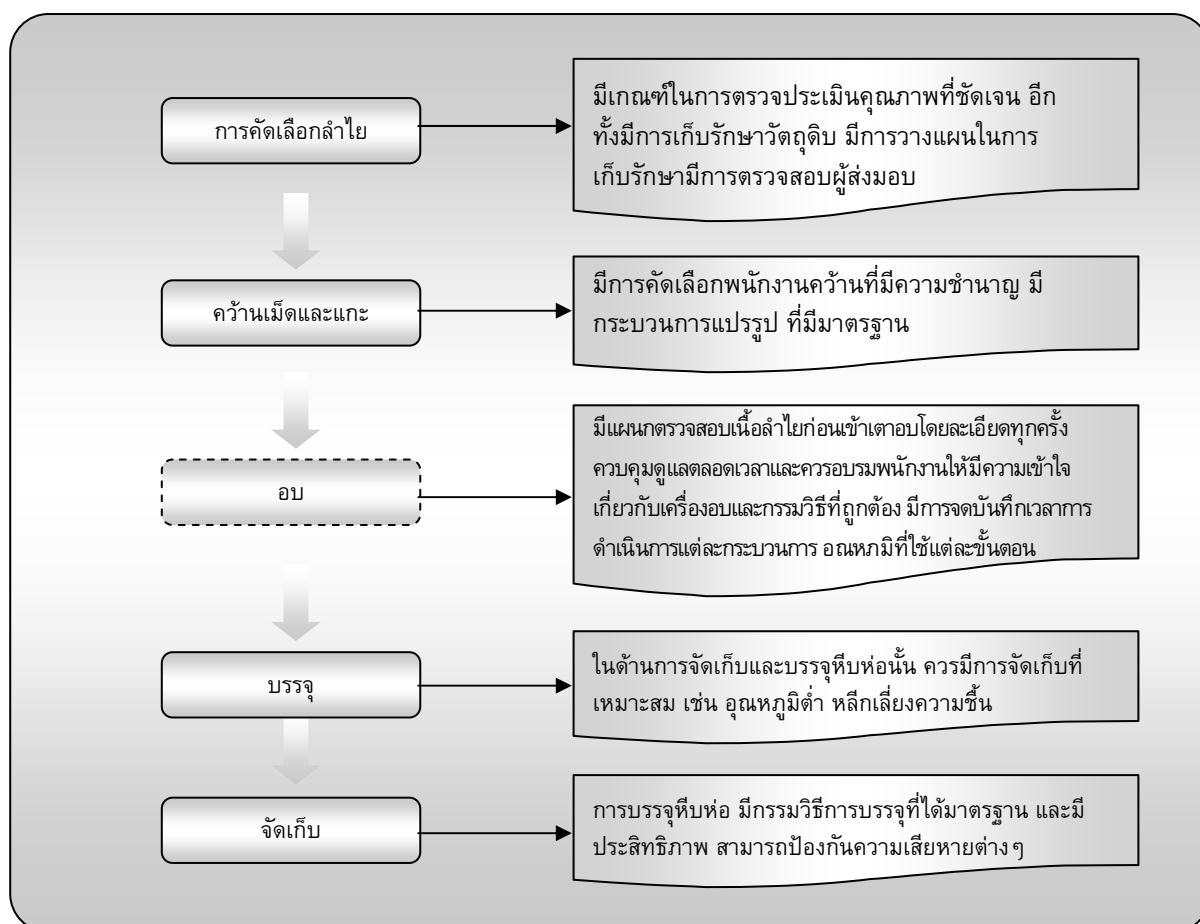 การคัดเลือกลำไย
มีเกณฑ์ในการตรวจประเมินคุณภาพที่ชัดเจน อีก
ทั้งมีการเก็บรักษาวัตถุดิบ มีการวางแผนในการ
เก็บรักษามีการตรวจสอบผู้ส่งมอบ
คว้านเม็ดและแกะ
มีการคัดเลือกพนักงานคว้านที่มีความชำนาญ มี
กระบวนการแปรรูป ที่มีมาตรฐาน
อบ
มีแผนกตรวจสอบเนื้อลำไยก่อนเข้าเตาอบโดยละเอียดทุกครั้ง
ควบคุมดูแลตลอดเวลาและควรอบรมพนักงานให้มีความเข้าใจ
เกี่ยวกับเครื่องอบและกรรมวิธีที่ถูกต้อง มีการจดบันทึกเวลาการ
ดำเนินการแต่ละกระบวนการ อุณหภูมิที่ใช้แต่ละขั้นตอน
บรรจุ
ในด้านการจัดเก็บและบรรจุหีบห่อนั้น ควรมีการจัดเก็บที่
เหมาะสม เช่น อุณหภูมิต่ำ หลีกเลี่ยงความชื้น
จัดเก็บ
การบรรจุหีบห่อ มีกรรมวิธีการบรรจุที่ได้มาตรฐาน และมี
ประสิทธิภาพ สามารถป้องกันความเสียหายต่างๆ